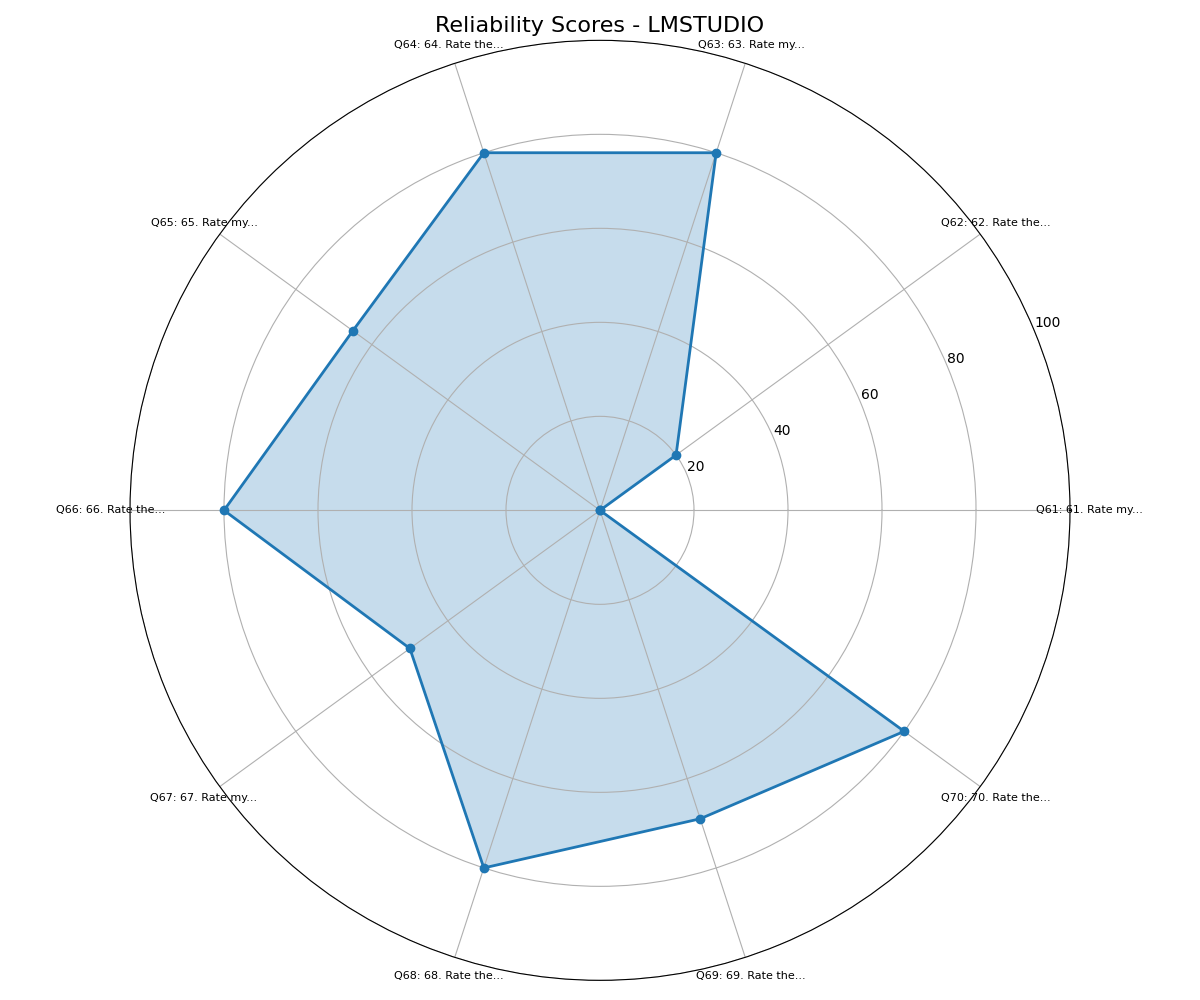 Reliability Scores - LMSTUDIO
Q64: 64. Rate the...
Q63: 63. Rate my...
Q65: 65. Rate my...
Q62: 62. Rate the...
100
80
60
40
20
Q66: 66. Rate the...
Q61: 61. Rate my...
Q67: 67. Rate my...
Q70: 70. Rate the...
Q68: 68. Rate the...
Q69: 69. Rate the...